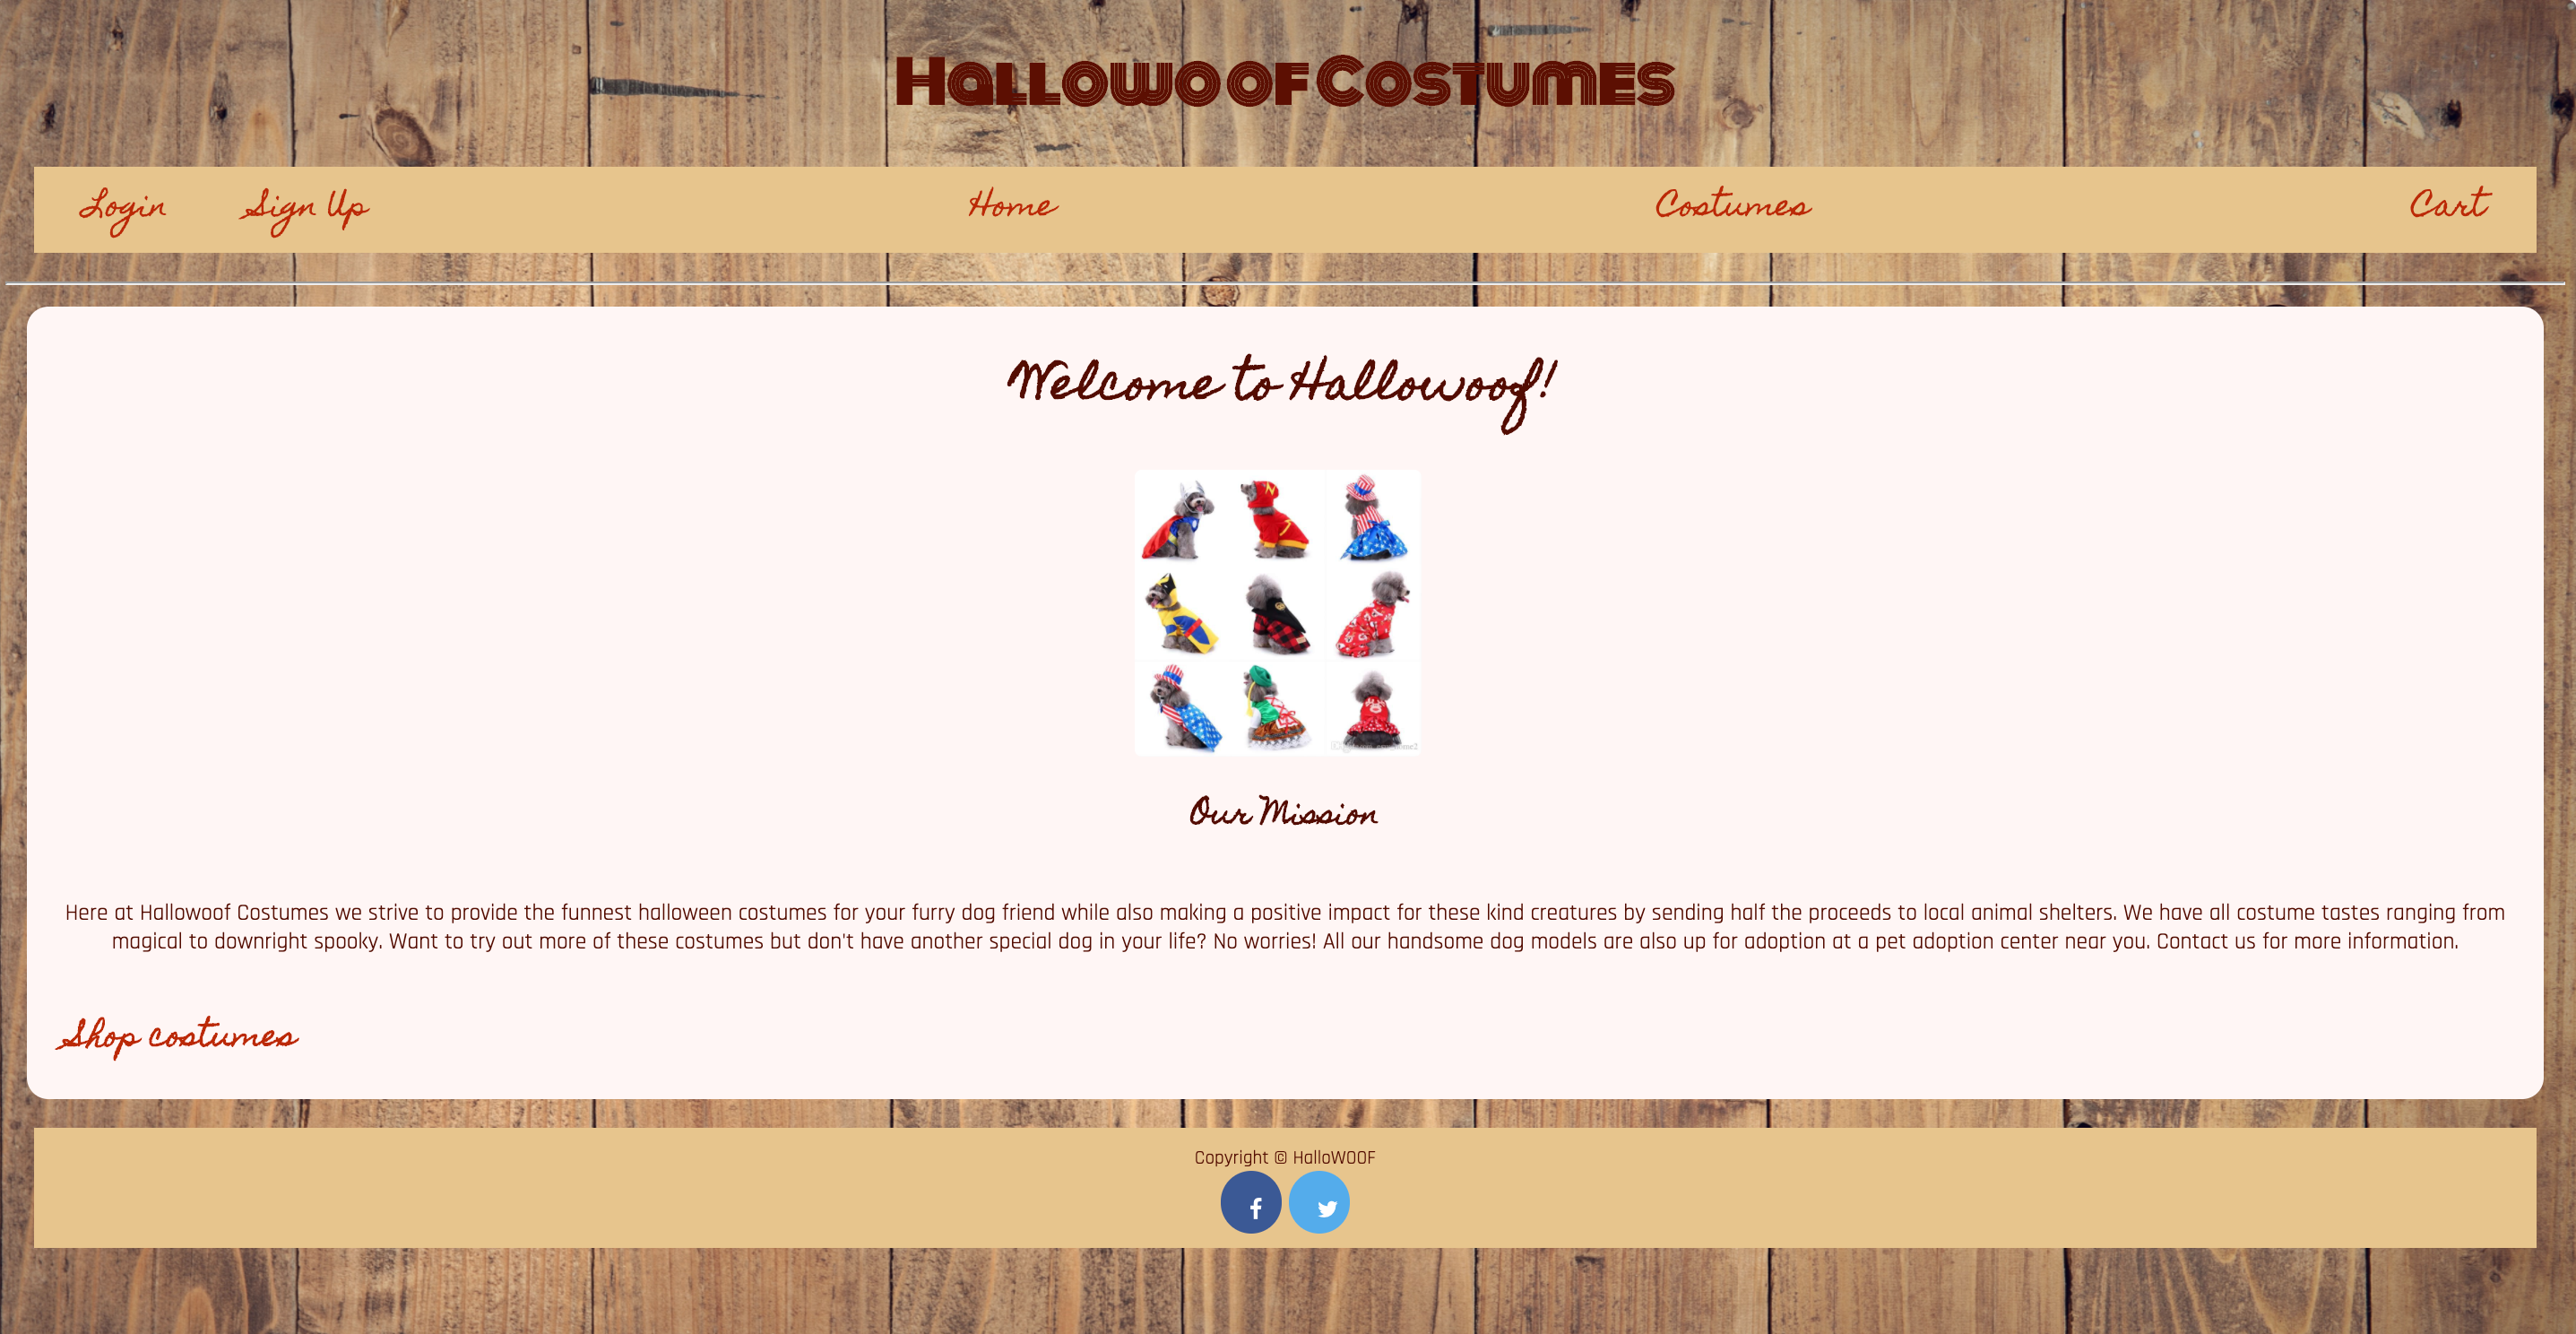 Hallowoof Costumes
Login Sign Up Home Costumes Cart
Welcome to Hallowoof!
Our Mission
Here at Hallowoof Costumes we strive to provide the funnest halloween costumes for your furry dog friend while also making a positive impact for these kind creatures by sending half the proceeds to local animal shelters. We have all costume tastes ranging from
magical to downright spooky. Want to try out more of these costumes but don't have another special dog in your life? No worries! All our handsome dog models are also up for adoption at a pet adoption center near you. Contact us for more information.
Shop costumes
Copyright © HalloWOOF